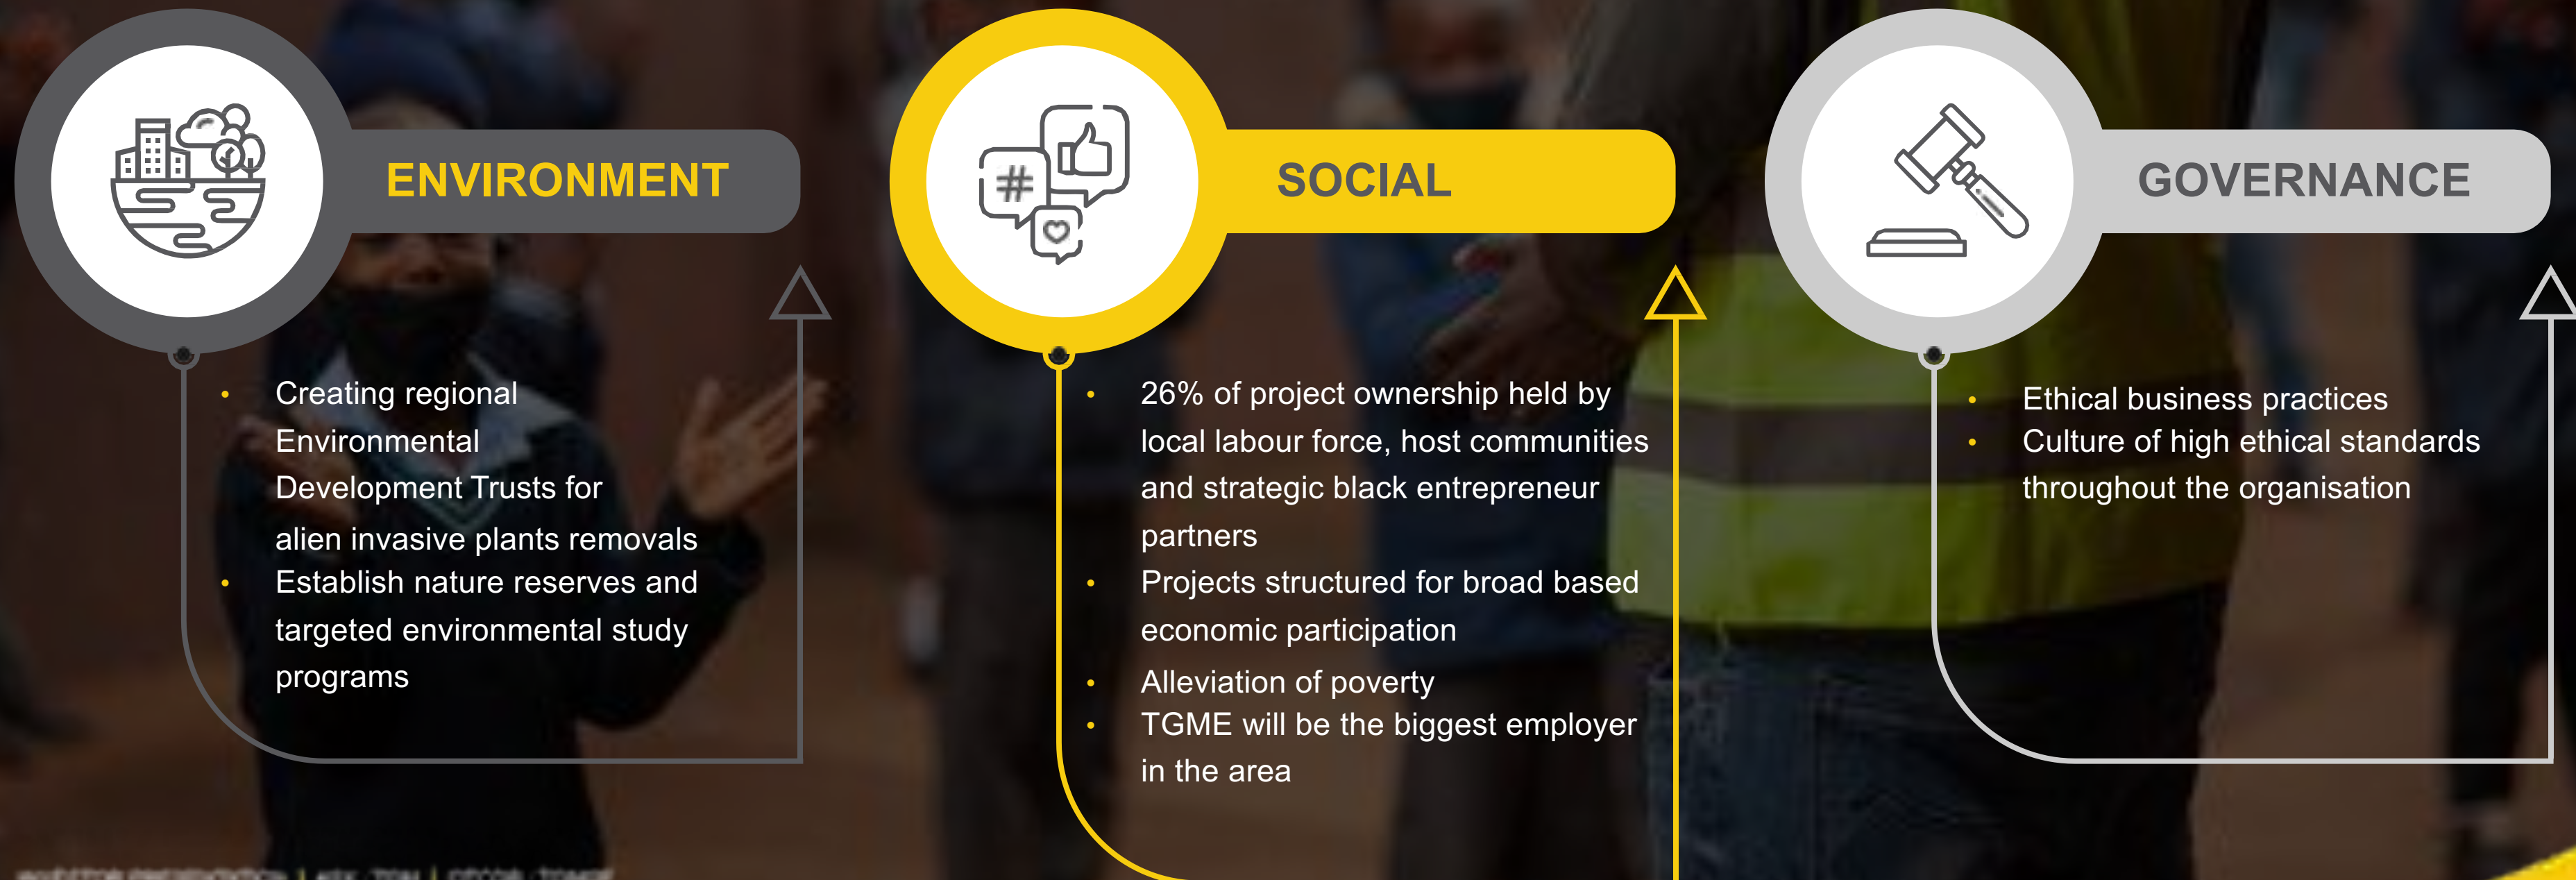 ENVIRONMENT
• Creating regional
Environmental
Development Trusts for
alien invasive plants removals
• Establish nature reserves and
targeted environmental study
programs
SOCIAL
#
• 26% of project ownership held by
local labour force, host communities
and strategic black entrepreneur
partners
• Projects structured for broad based
economic participation
• Alleviation of poverty
• TGME will be the biggest employer
in the area
GOVERNANCE
• Ethical business practices
• Culture of high ethical standards
throughout the organisation